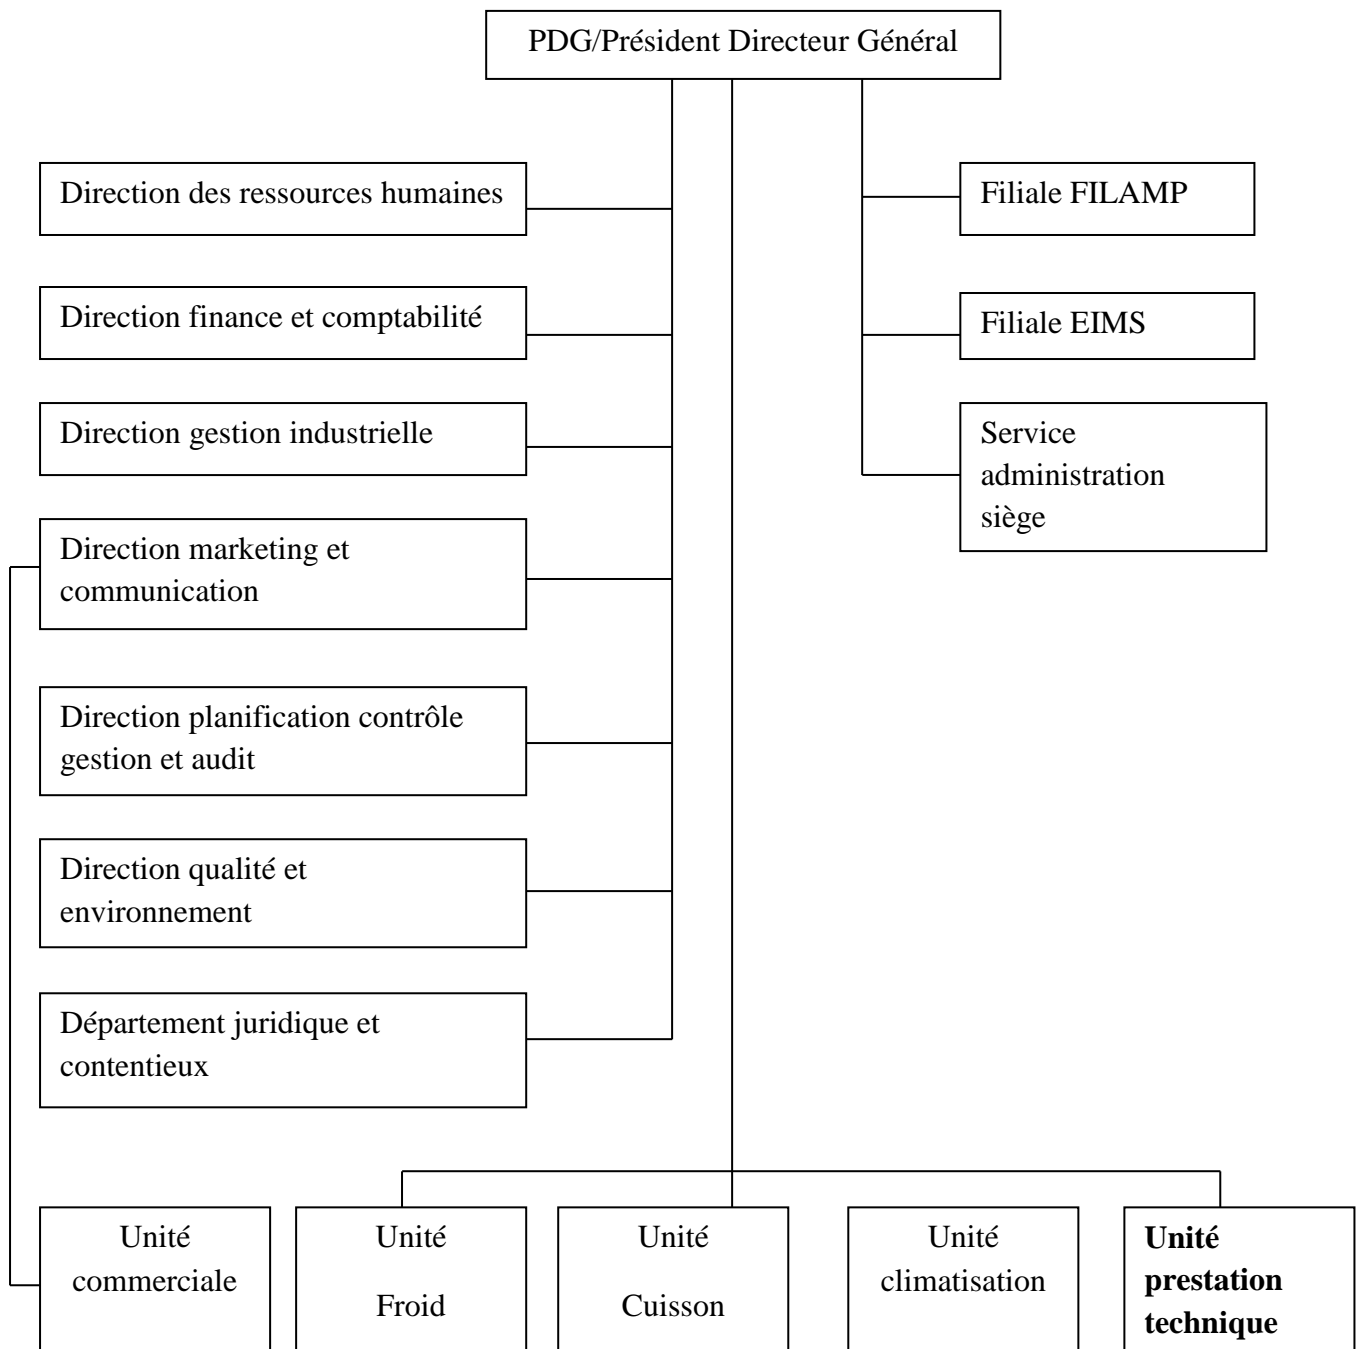 PDG/Président Directeur Général
Direction des ressources humaines
Filiale FILAMP
Direction finance et comptabilité
Filiale EIMS
Direction gestion industrielle
Service
administration
siège
Direction marketing et
communication
Direction planification contrôle
gestion et audit
Direction qualité et
environnement
Département juridique et
contentieux
Unité
commerciale
Unité
Froid
Unité
Cuisson
Unité
climatisation
Unité
prestation
technique